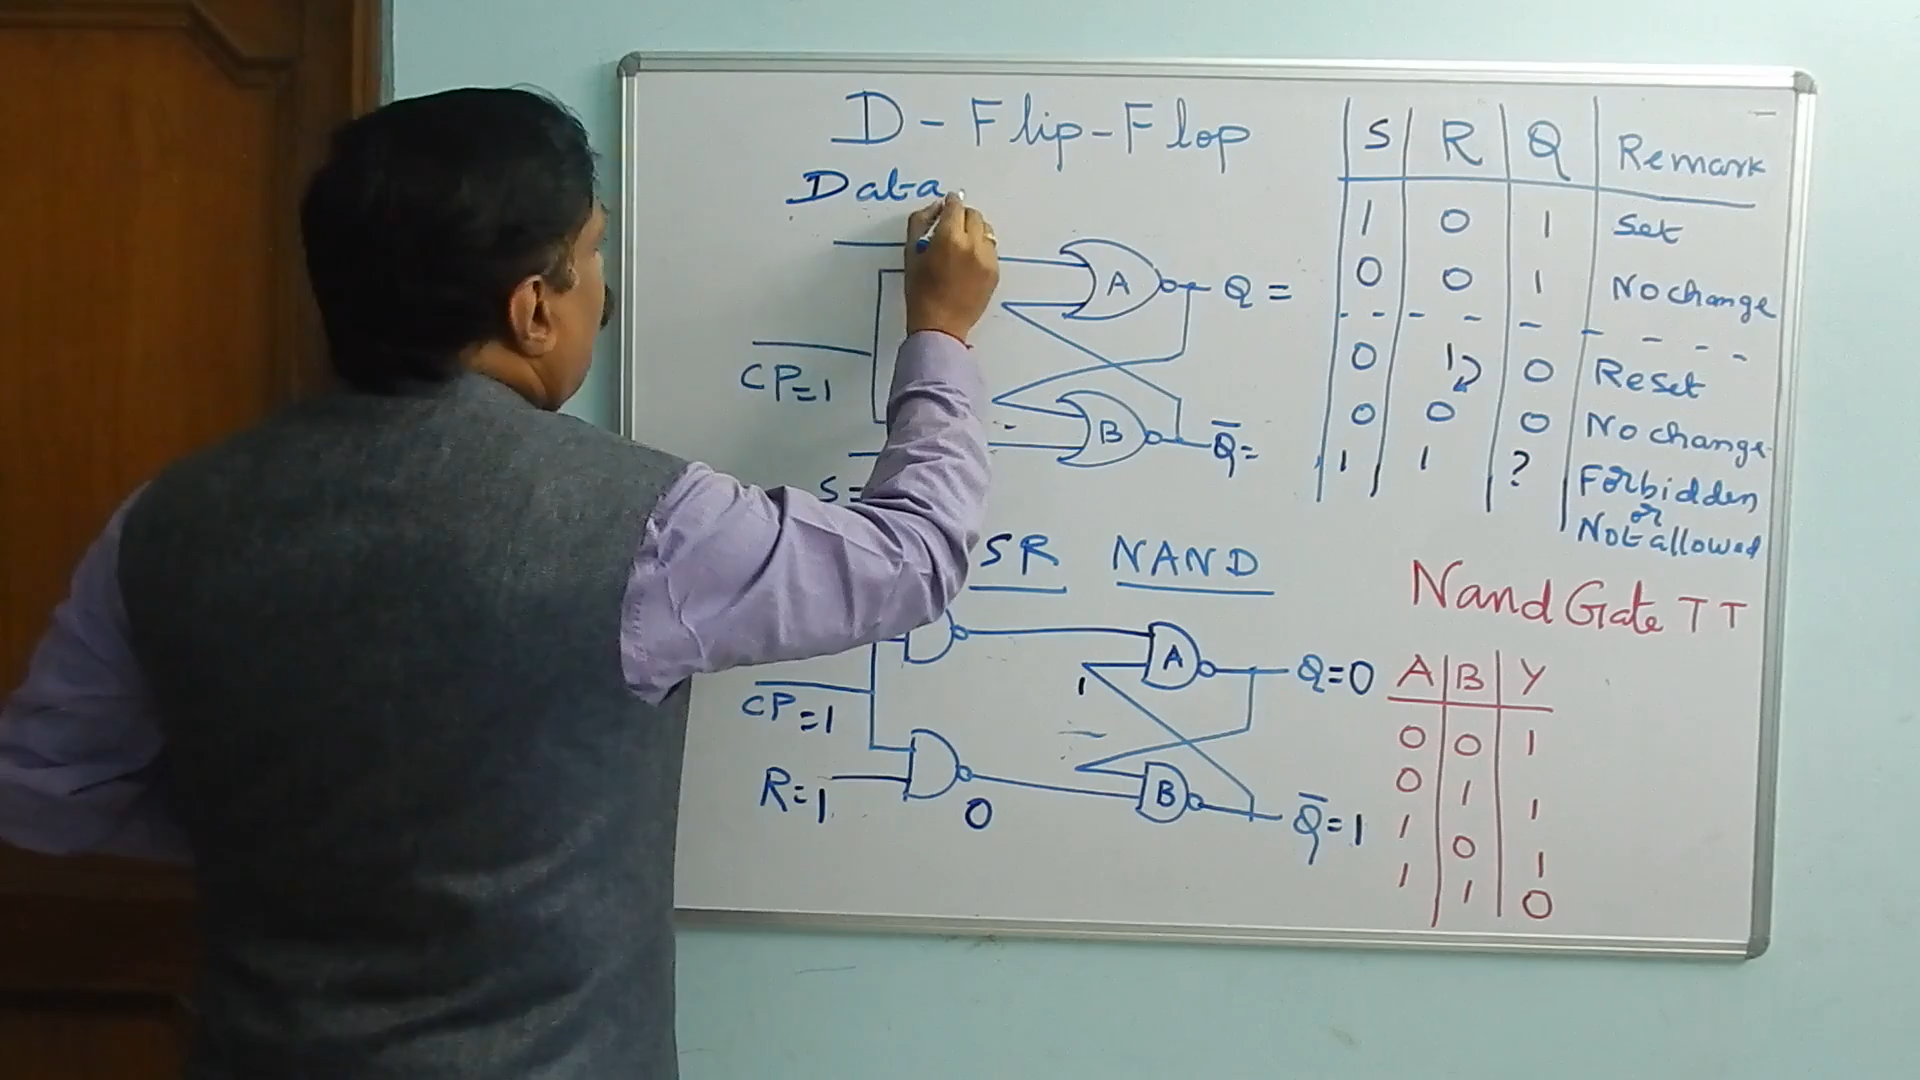 D-Flip-Flop
Data
A
Q =
CP=1
B
Q̅=
S=
S R Q Remark
1 0 1 Set
0 0 1 No change
0 1 0 Reset
0 0 0 No change
1 1 ? Forbidden
or
Not allowed
SR NAND
A
1
Q=0
CP=1
R=1
0
B
Q̅=1
Nand Gate TT
A B Y
0 0 1
0 1 1
1 0 1
1 1 0